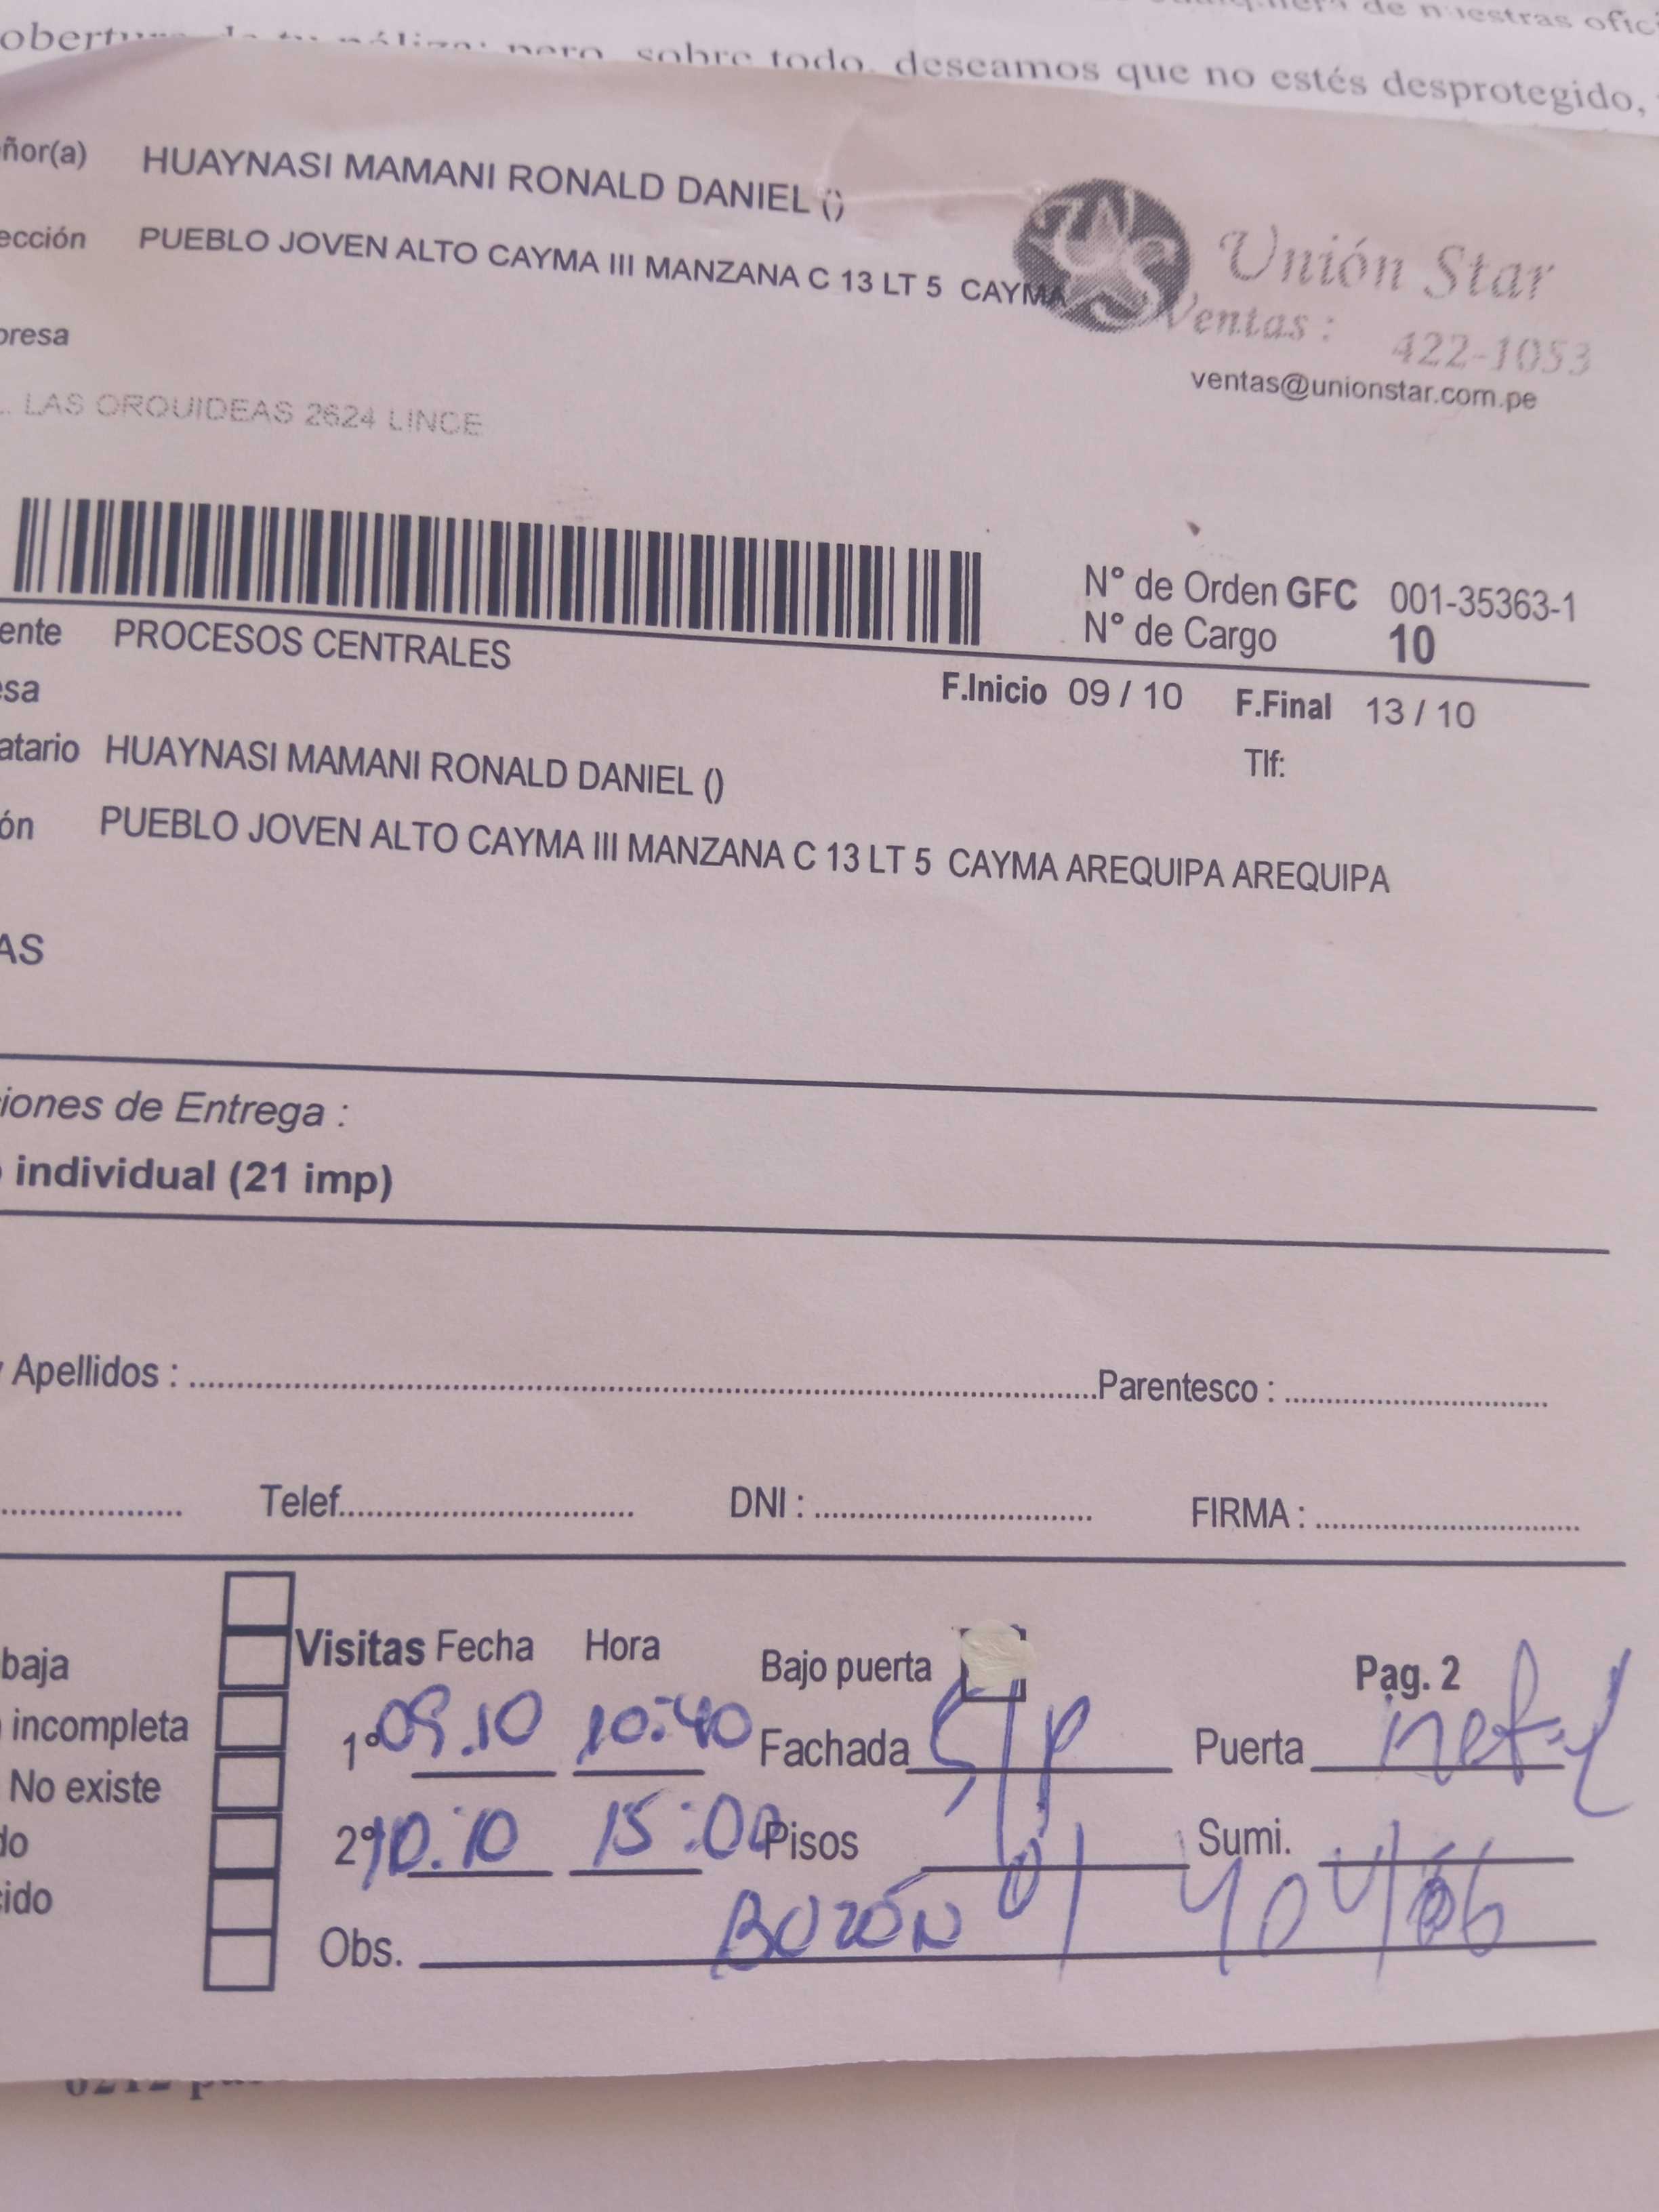 de nuestras ofic
sobre todo, deseamos que no estés desprotegido,
ñor(a) HUAYNASI MAMANI RONALD DANIEL ()
ección PUEBLO JOVEN ALTO CAYMA III MANZANA C 13 LT 5 CAYMA
Unión Star
Ventas : 422-1053
ventas@unionstar.com.pe
presa
LAS ORQUIDEAS 2624 LINCE
N° de Orden GFC 001-35363-1
N° de Cargo 10
ente PROCESOS CENTRALES
esa
F.Inicio 09 / 10 F.Final 13 / 10
atario HUAYNASI MAMANI RONALD DANIEL ()
Tlf:
ón PUEBLO JOVEN ALTO CAYMA III MANZANA C 13 LT 5 CAYMA AREQUIPA AREQUIPA
AS
iones de Entrega :
individual (21 imp)
Apellidos : Parentesco :
Telef. DNI : FIRMA :
Visitas Fecha Hora Bajo puerta Pag. 2
baja
incompleta
1° 09.10 10:40 Fachada S/P Puerta
No existe
2° 10.10 15:00 Pisos 01 Sumi.
do
cido
Obs. BUZÓN